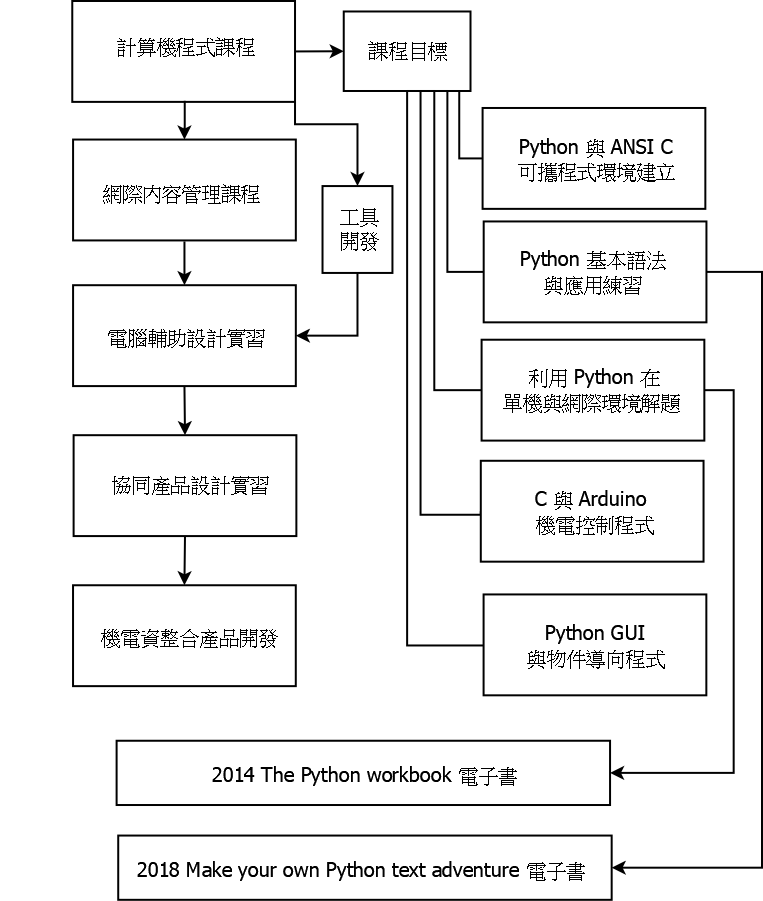 計算機程式課程
課程目標
Python 與 ANSI C
可攜程式環境建立
網際內容管理課程
工具
開發
Python 基本語法
與應用練習
電腦輔助設計實習
利用 Python 在
單機與網際環境解題
協同產品設計實習
C 與 Arduino
機電控制程式
機電資整合產品開發
Python GUI
與物件導向程式
2014 The Python workbook 電子書
2018 Make your own Python text adventure 電子書